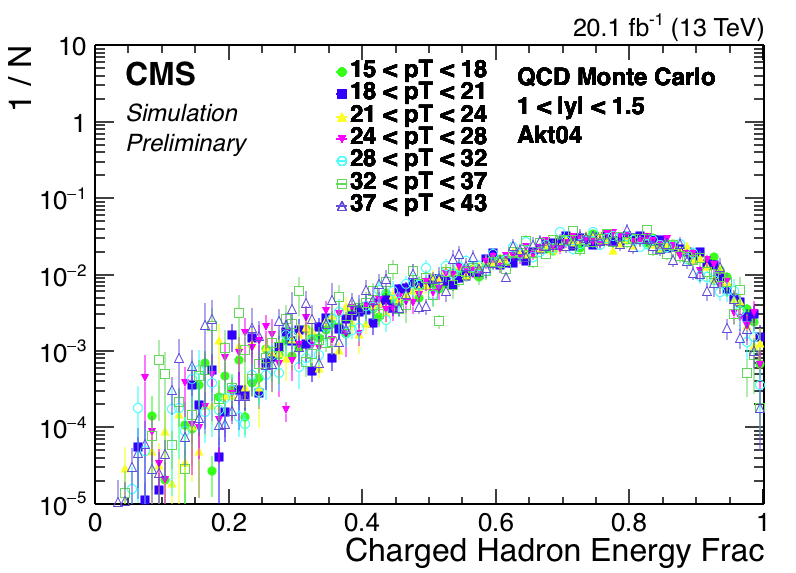 20.1 fb⁻¹ (13 TeV)
1 / N
10
1
10⁻¹
10⁻²
10⁻³
10⁻⁴
10⁻⁵
CMS
Simulation
Preliminary
15 < pT < 18
18 < pT < 21
21 < pT < 24
24 < pT < 28
28 < pT < 32
32 < pT < 37
37 < pT < 43
QCD Monte Carlo
1 < |y| < 1.5
Akt04
0 0.2 0.4 0.6 0.8 1
Charged Hadron Energy Frac